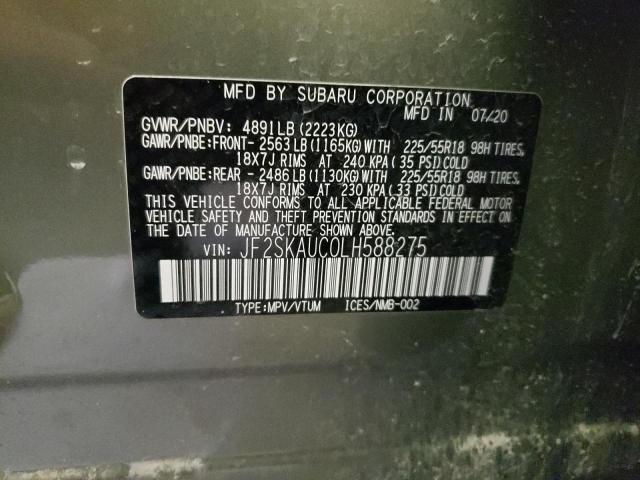 MFD BY SUBARU CORPORATION
MFD IN 07/20
GVWR/PNBV: 4891LB (2223KG)
GAWR/PNBE:FRONT- 2563LB (1165KG)WITH 225/55R18 98H TIRES,
18X7J RIMS AT 240 KPA (35 PSI)COLD
GAWR/PNBE:REAR - 2486LB (1130KG)WITH 225/55R18 98H TIRES,
18X7J RIMS AT 230 KPA (33 PSI)COLD
THIS VEHICLE CONFORMS TO ALL APPLICABLE FEDERAL MOTOR
VEHICLE SAFETY AND THEFT PREVENTION STANDARDS IN EFFECT ON
THE DATE OF MANUFACTURE SHOWN ABOVE.
VIN: JF2SKAUC0LH588275
TYPE:MPV/VTUM ICES/NMB-002